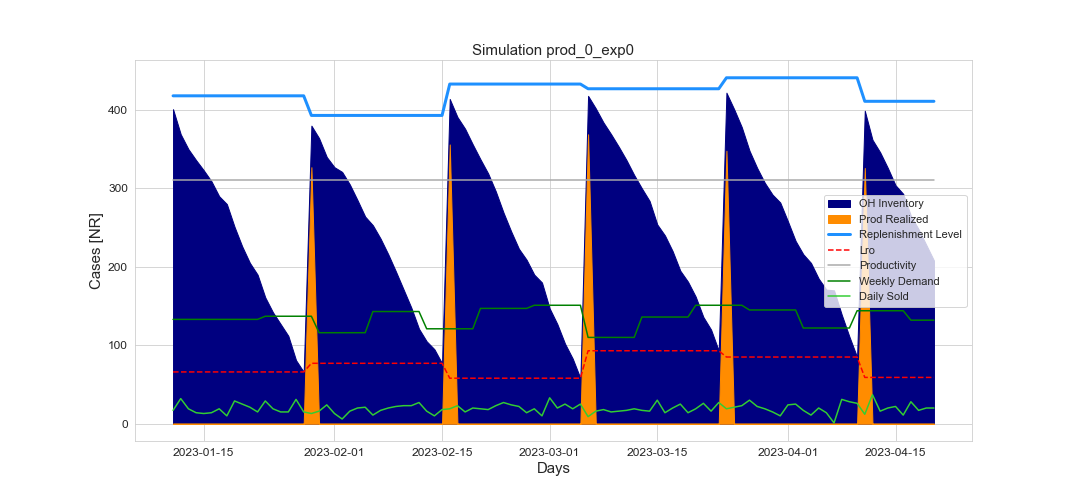 Simulation prod_0_exp0
Cases [NR]
400
300
200
100
0
OH Inventory
Prod Realized
Replenishment Level
Lro
Productivity
Weekly Demand
Daily Sold
2023-01-15 2023-02-01 2023-02-15 2023-03-01 2023-03-15 2023-04-01 2023-04-15
Days